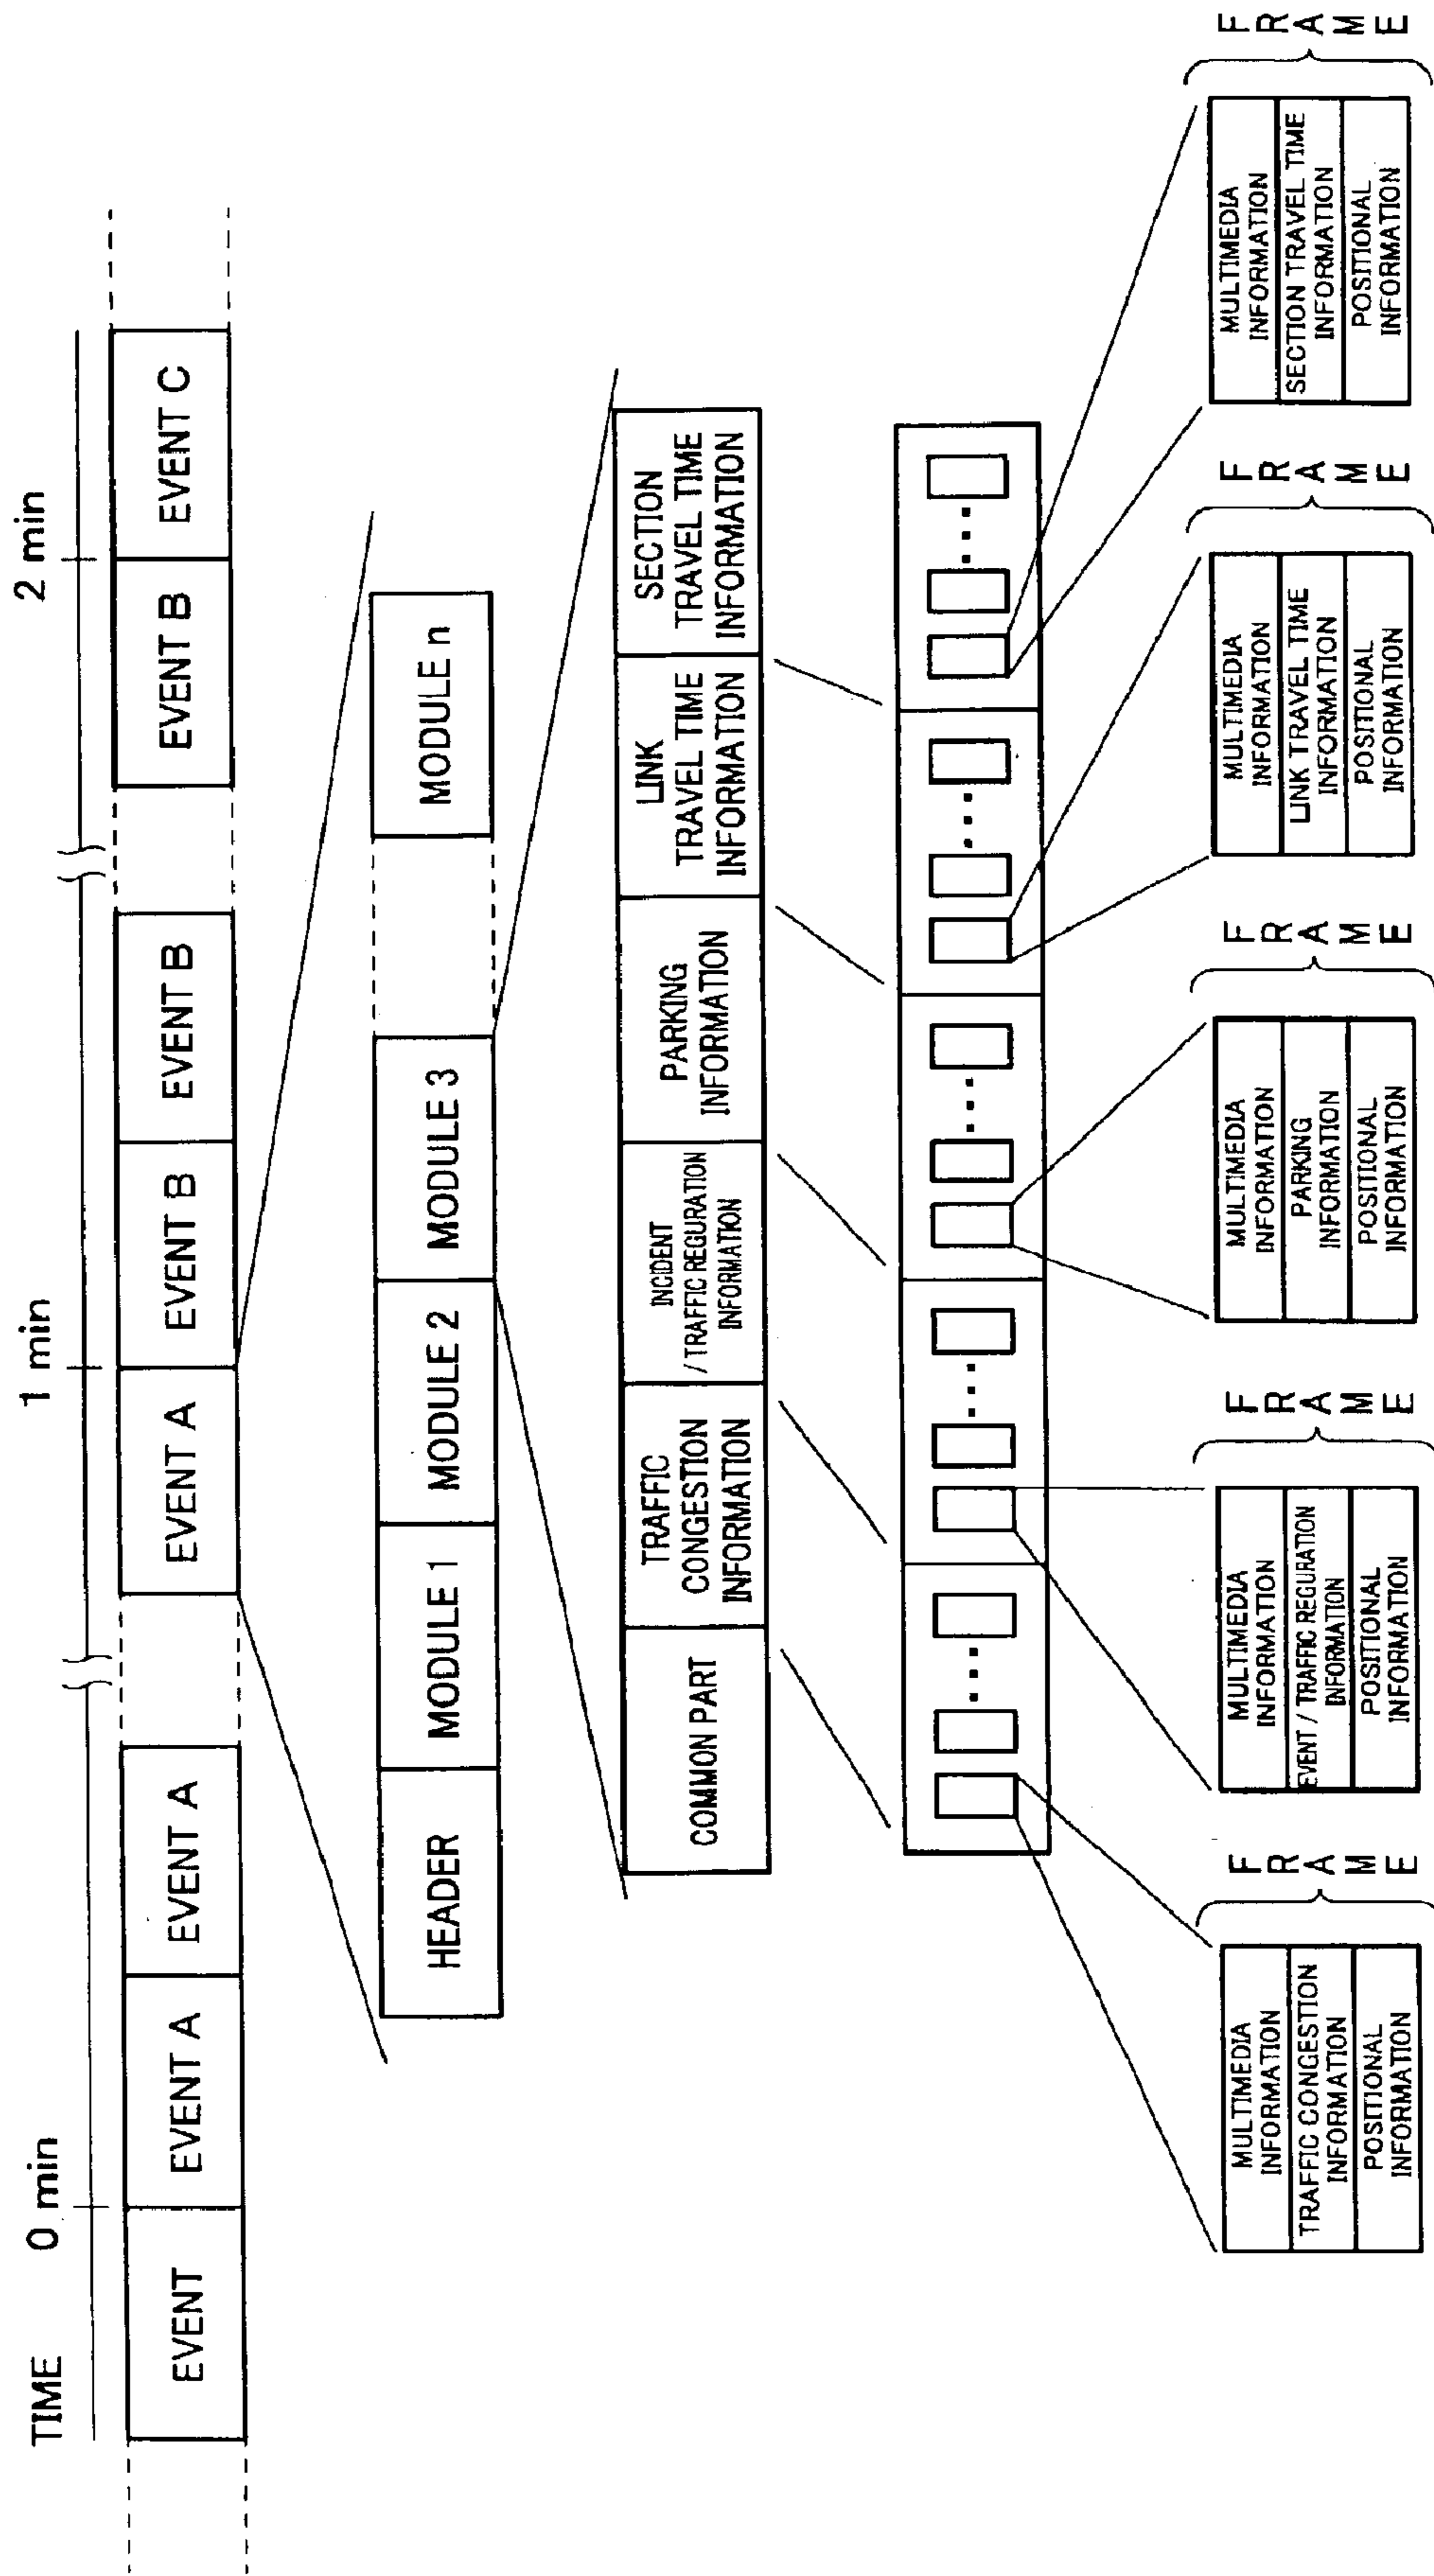 TIME
0 min
1 min
2 min
EVENT
EVENT A
EVENT A
EVENT A
EVENT B
EVENT B
EVENT B
EVENT C
HEADER
MODULE 1
MODULE 2
MODULE 3
MODULE n
COMMON PART
TRAFFIC
CONGESTION
INFORMATION
INCIDENT
/ TRAFFIC REGURATION
INFORMATION
PARKING
INFORMATION
LINK
TRAVEL TIME
INFORMATION
SECTION
TRAVEL TIME
INFORMATION
MULTIMEDIA
INFORMATION
TRAFFIC CONGESTION
INFORMATION
POSITIONAL
INFORMATION
FRAME
MULTIMEDIA
INFORMATION
EVENT / TRAFFIC REGURATION
INFORMATION
POSITIONAL
INFORMATION
FRAME
MULTIMEDIA
INFORMATION
PARKING
INFORMATION
POSITIONAL
INFORMATION
FRAME
MULTIMEDIA
INFORMATION
LINK TRAVEL TIME
INFORMATION
POSITIONAL
INFORMATION
FRAME
MULTIMEDIA
INFORMATION
SECTION TRAVEL TIME
INFORMATION
POSITIONAL
INFORMATION
FRAME